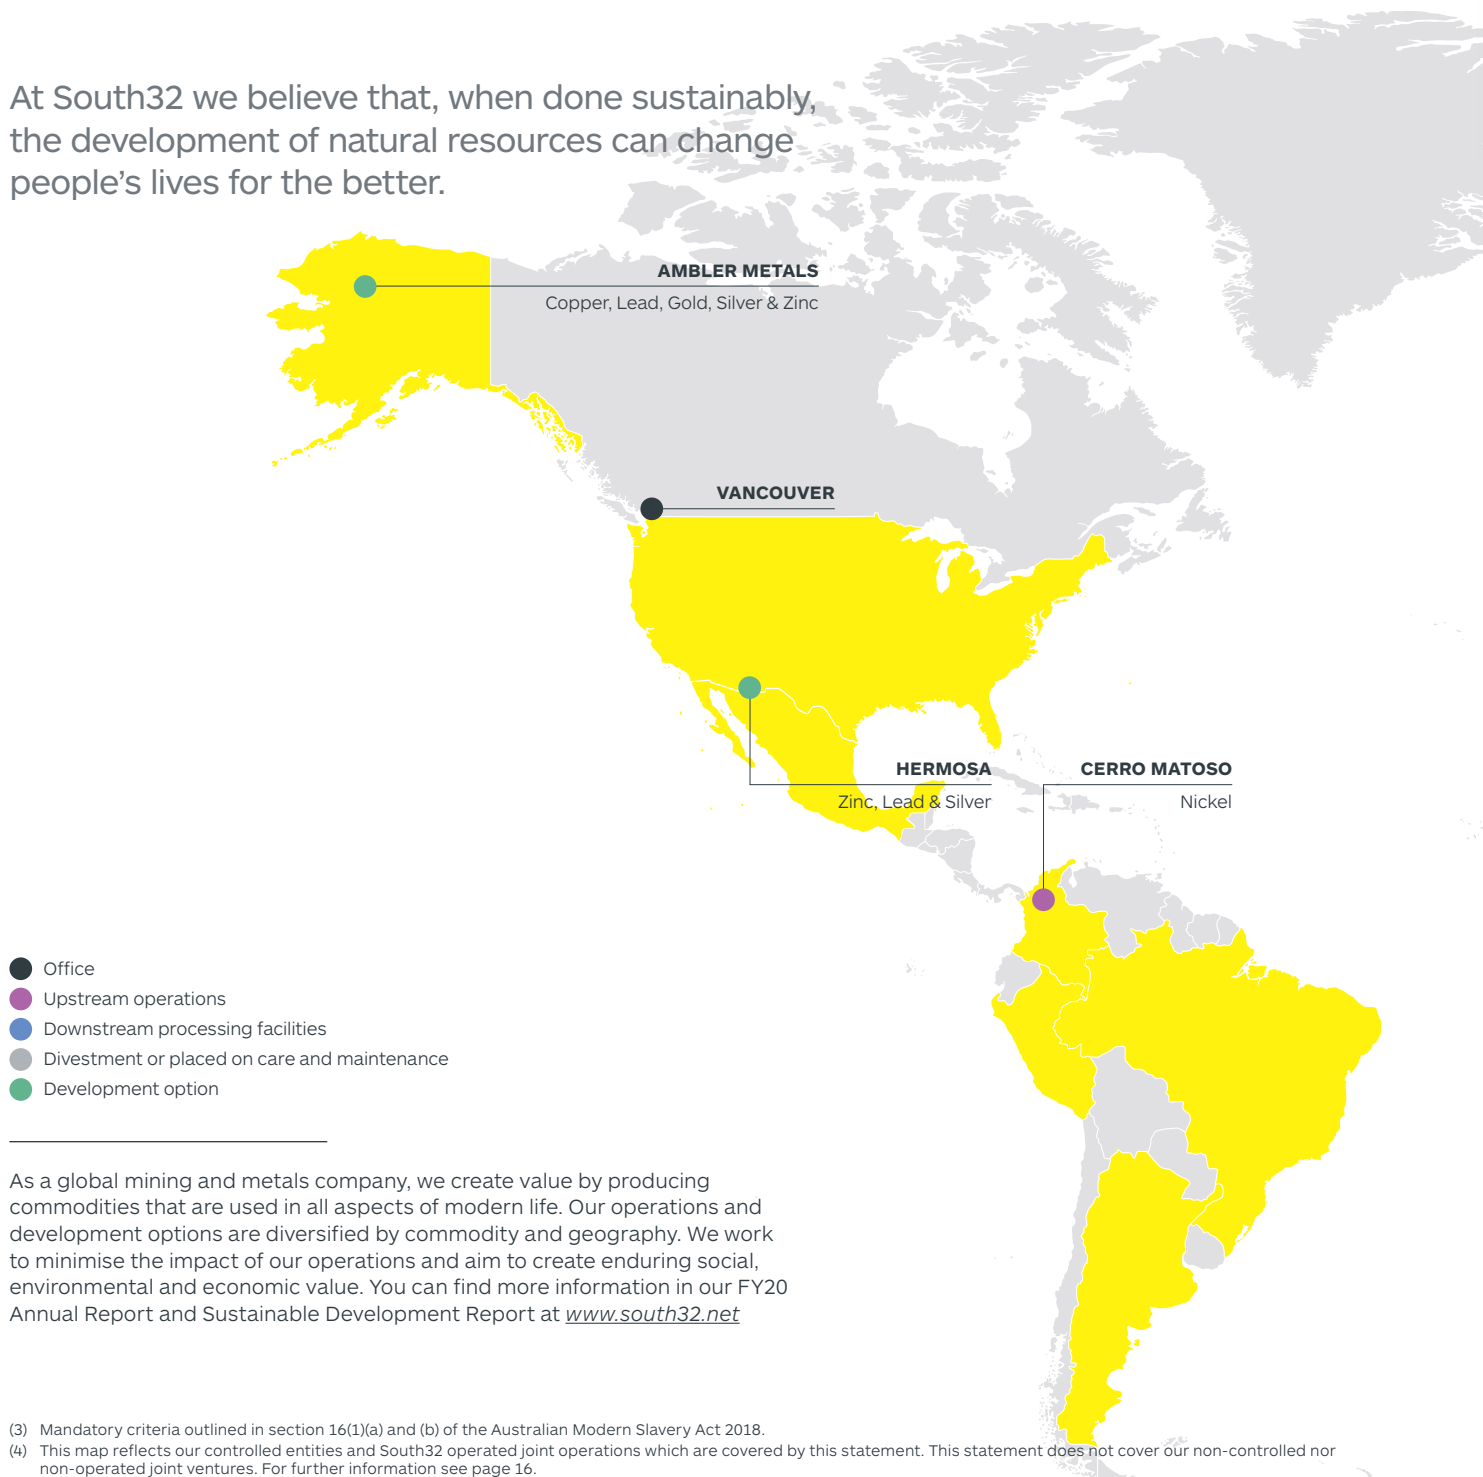 At South32 we believe that, when done sustainably,
the development of natural resources can change
people’s lives for the better.
AMBLER METALS
Copper, Lead, Gold, Silver & Zinc
VANCOUVER
HERMOSA
Zinc, Lead & Silver
CERRO MATOSO
Nickel
Office
Upstream operations
Downstream processing facilities
Divestment or placed on care and maintenance
Development option
As a global mining and metals company, we create value by producing
commodities that are used in all aspects of modern life. Our operations and
development options are diversified by commodity and geography. We work
to minimise the impact of our operations and aim to create enduring social,
environmental and economic value. You can find more information in our FY20
Annual Report and Sustainable Development Report at www.south32.net
(3) Mandatory criteria outlined in section 16(1)(a) and (b) of the Australian Modern Slavery Act 2018.
(4) This map reflects our controlled entities and South32 operated joint operations which are covered by this statement. This statement does not cover our non-controlled nor
non-operated joint ventures. For further information see page 16.